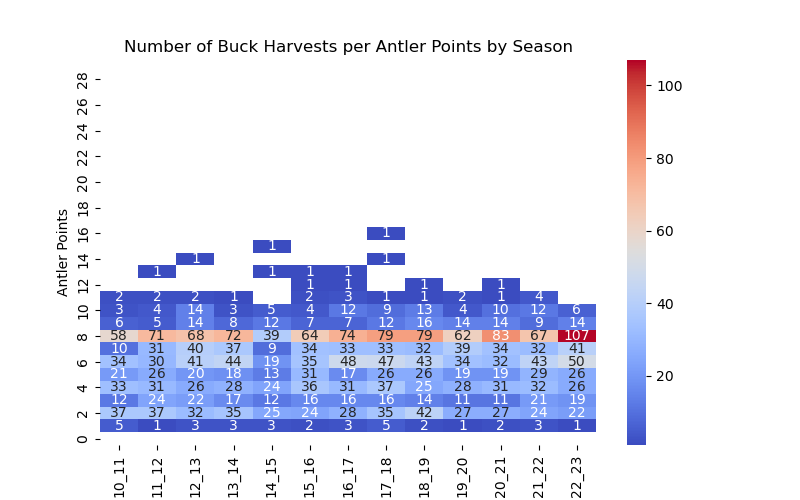 Number of Buck Harvests per Antler Points by Season
Antler Points
28
100
26
24
22
80
20
18
16 1 60
1
14 1 1
1 1 1 1
12 1 1 1 1
2 2 2 1 2 3 1 1 2 1 4
10 3 4 14 3 5 4 12 9 13 4 10 12 6 40
6 5 14 8 12 7 7 12 16 14 14 9 14
8 58 71 68 72 39 64 74 79 79 62 83 67 107
10 31 40 37 9 34 33 33 32 39 34 32 41
6 34 30 41 44 19 35 48 47 43 34 32 43 50
21 26 20 18 13 31 17 26 26 19 19 29 26 20
4 33 31 26 28 24 36 31 37 25 28 31 32 26
12 24 22 17 12 16 16 16 14 11 11 21 19
2 37 37 32 35 25 24 28 35 42 27 27 24 22
5 1 3 3 3 2 3 5 2 1 2 3 1
0
10_11 11_12 12_13 13_14 14_15 15_16 16_17 17_18 18_19 19_20 20_21 21_22 22_23